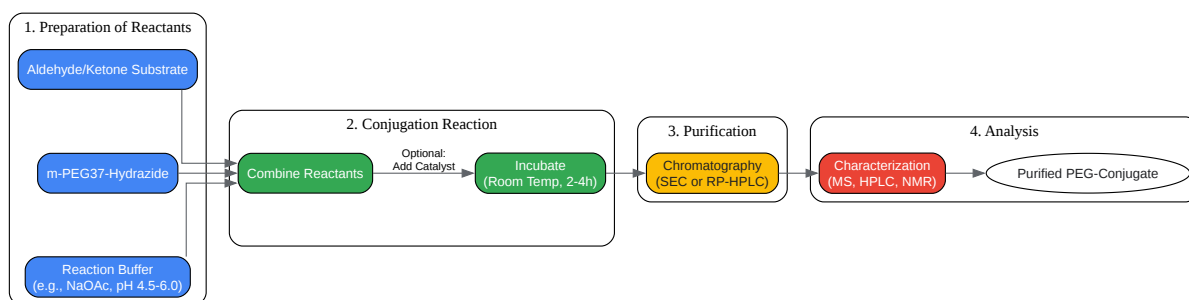 1. Preparation of Reactants
Aldehyde/Ketone Substrate
m-PEG37-Hydrazide
Reaction Buffer
(e.g., NaOAc, pH 4.5-6.0)
2. Conjugation Reaction
Combine Reactants
Optional:
Add Catalyst
Incubate
(Room Temp, 2-4h)
3. Purification
Chromatography
(SEC or RP-HPLC)
4. Analysis
Characterization
(MS, HPLC, NMR)
Purified PEG-Conjugate